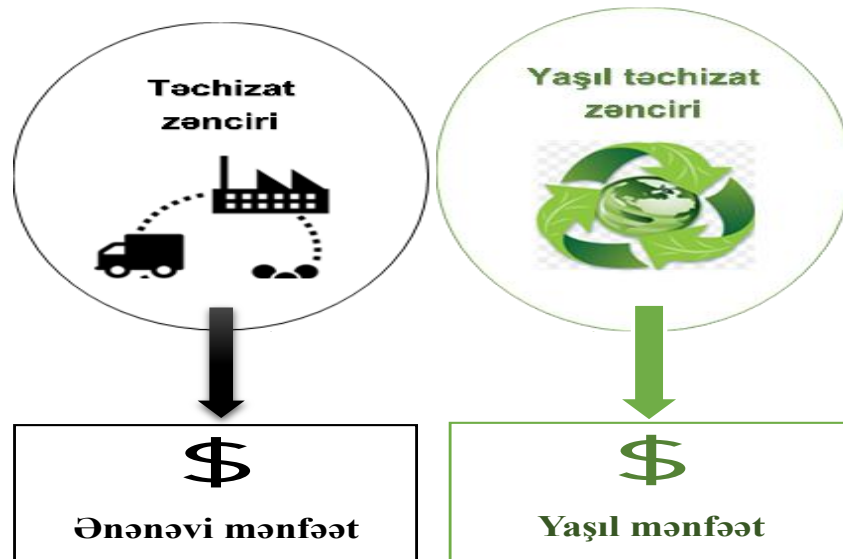 Təchizat
zənciri
Yaşıl təchizat
zənciri
$
Ənənəvi mənfəət
$
Yaşıl mənfəət